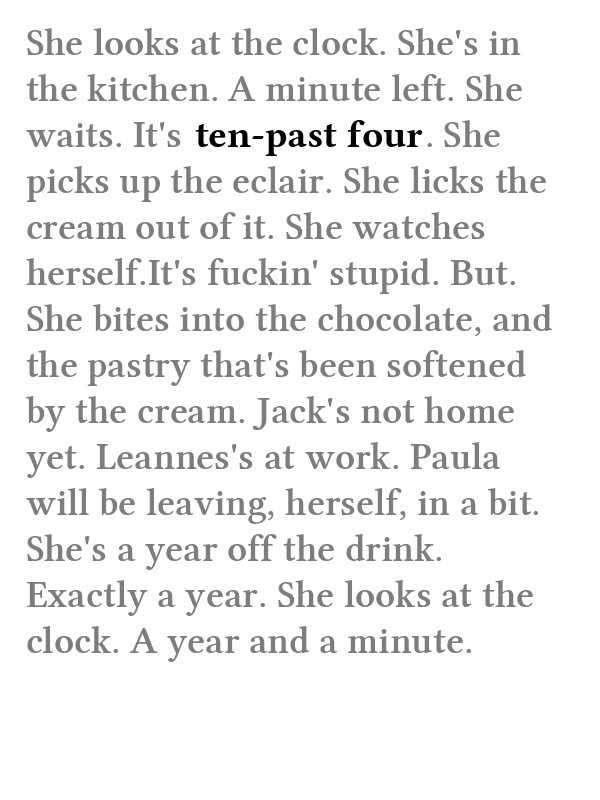 She looks at the clock. She's in
the kitchen. A minute left. She
waits. It's ten-past four. She
picks up the eclair. She licks the
cream out of it. She watches
herself.It's fuckin' stupid. But.
She bites into the chocolate, and
the pastry that's been softened
by the cream. Jack's not home
yet. Leannes's at work. Paula
will be leaving, herself, in a bit.
She's a year off the drink.
Exactly a year. She looks at the
clock. A year and a minute.